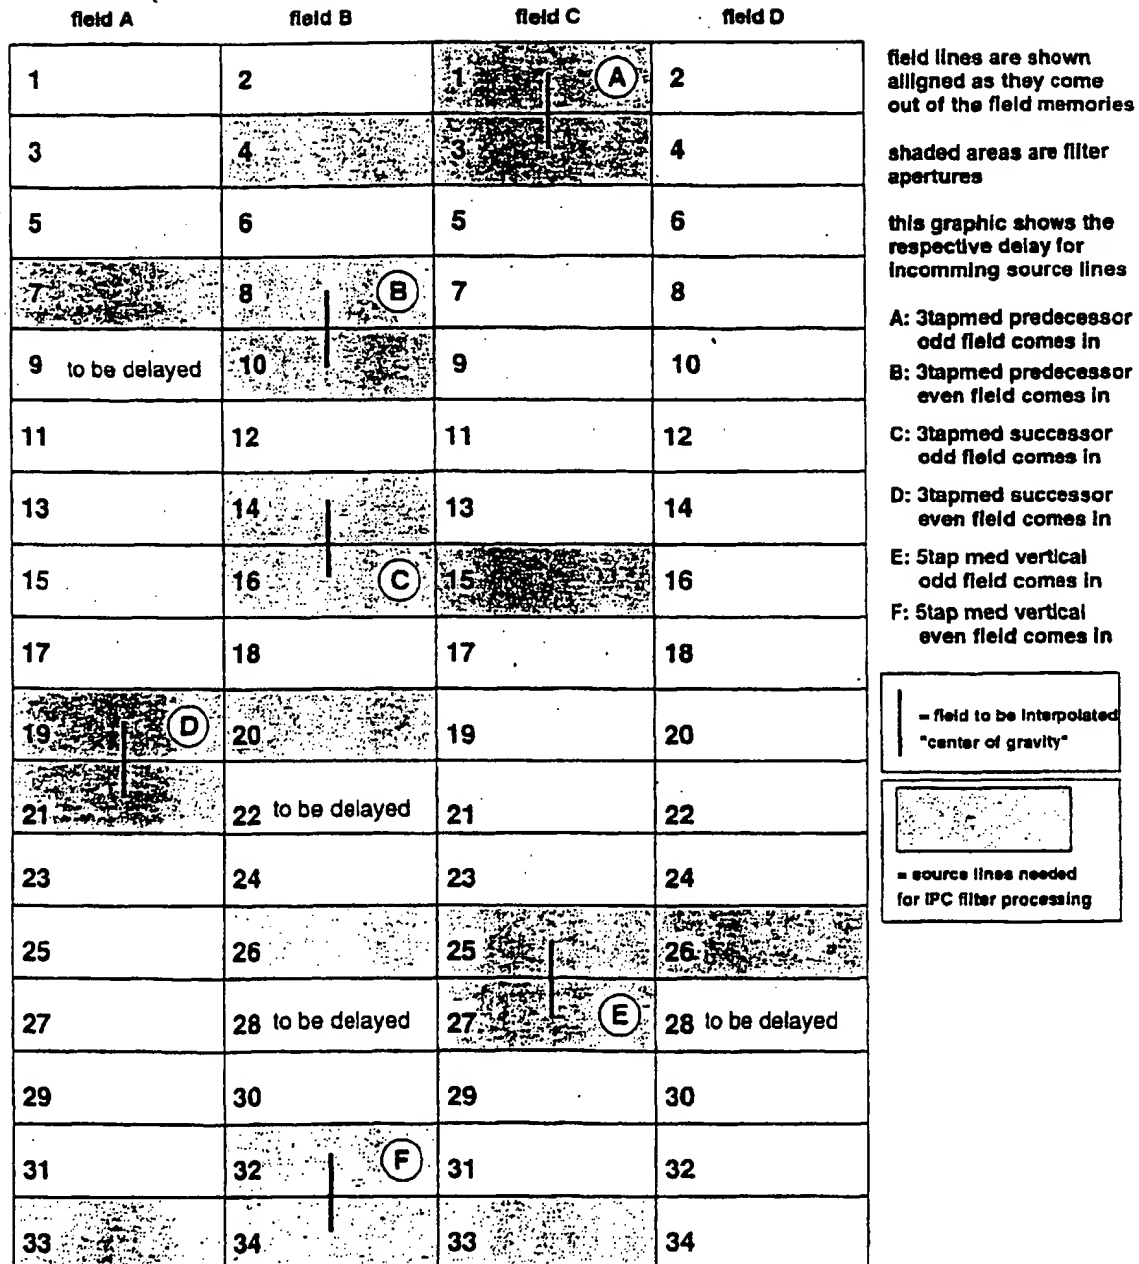 field A field B field C field D
1 2 1 A 2
3 4 3 4
5 6 5 6
7 8 B 7 8
9 to be delayed 10 9 10
11 12 11 12
13 14 13 14
15 16 C 15 16
17 18 17 18
19 D 20 19 20
21 22 to be delayed 21 22
23 24 23 24
25 26 25 26
27 28 to be delayed 27 E 28 to be delayed
29 30 29 30
31 32 F 31 32
33 34 33 34
field lines are shown
alligned as they come
out of the field memories
shaded areas are filter
apertures
this graphic shows the
respective delay for
incomming source lines
A: 3tapmed predecessor
odd field comes in
B: 3tapmed predecessor
even field comes in
C: 3tapmed successor
odd field comes in
D: 3tapmed successor
even field comes in
E: 5tap med vertical
odd field comes in
F: 5tap med vertical
even field comes in
= field to be interpolated
"center of gravity"
= source lines needed
for IPC filter processing